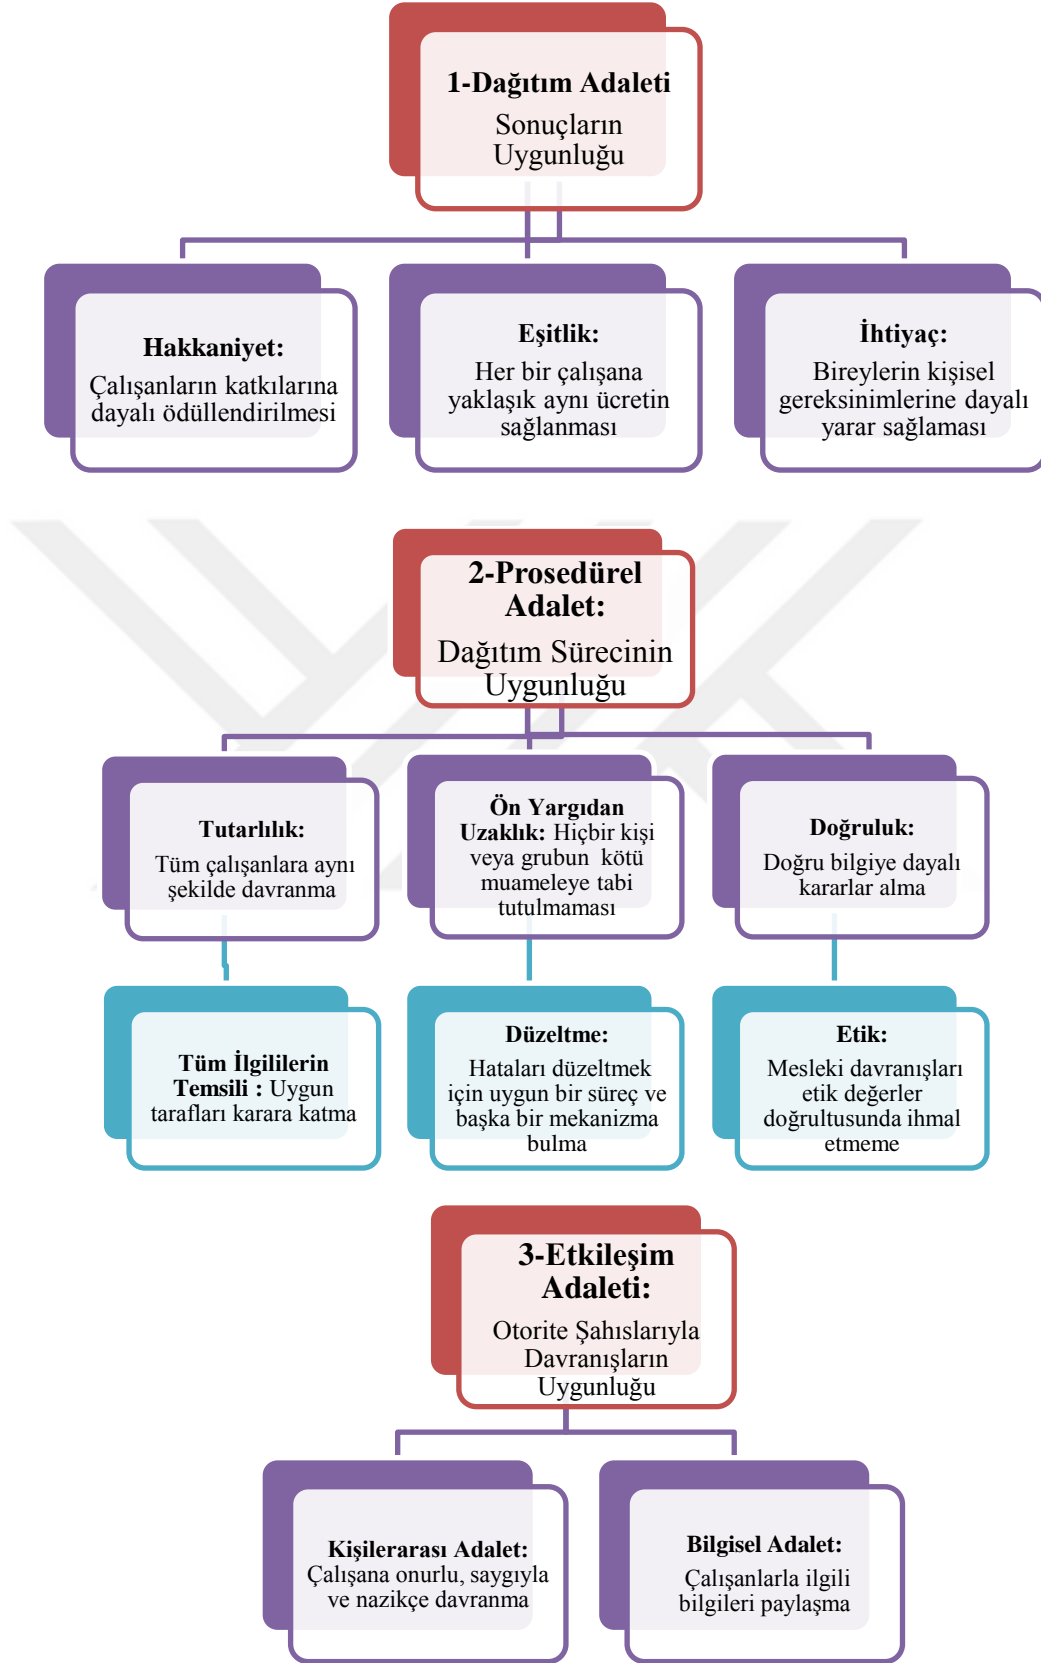 1-Dağıtım Adaleti
Sonuçların
Uygunluğu
Hakkaniyet:
Çalışanların katkılarına
dayalı ödüllendirilmesi
Eşitlik:
Her bir çalışana
yaklaşık aynı ücretin
sağlanması
İhtiyaç:
Bireylerin kişisel
gereksinimlerine dayalı
yarar sağlaması
2-Prosedürel
Adalet:
Dağıtım Sürecinin
Uygunluğu
Tutarlılık:
Tüm çalışanlara aynı
şekilde davranma
Ön Yargıdan
Uzaklık: Hiçbir kişi
veya grubun kötü
muameleye tabi
tutulmaması
Doğruluk:
Doğru bilgiye dayalı
kararlar alma
Tüm İlgililerin
Temsili : Uygun
tarafları karara katma
Düzeltme:
Hataları düzeltmek
için uygun bir süreç ve
başka bir mekanizma
bulma
Etik:
Mesleki davranışları
etik değerler
doğrultusunda ihmal
etmeme
3-Etkileşim
Adaleti:
Otorite Şahıslarıyla
Davranışların
Uygunluğu
Kişilerarası Adalet:
Çalışana onurlu, saygıyla
ve nazikçe davranma
Bilgisel Adalet:
Çalışanlarla ilgili
bilgileri paylaşma